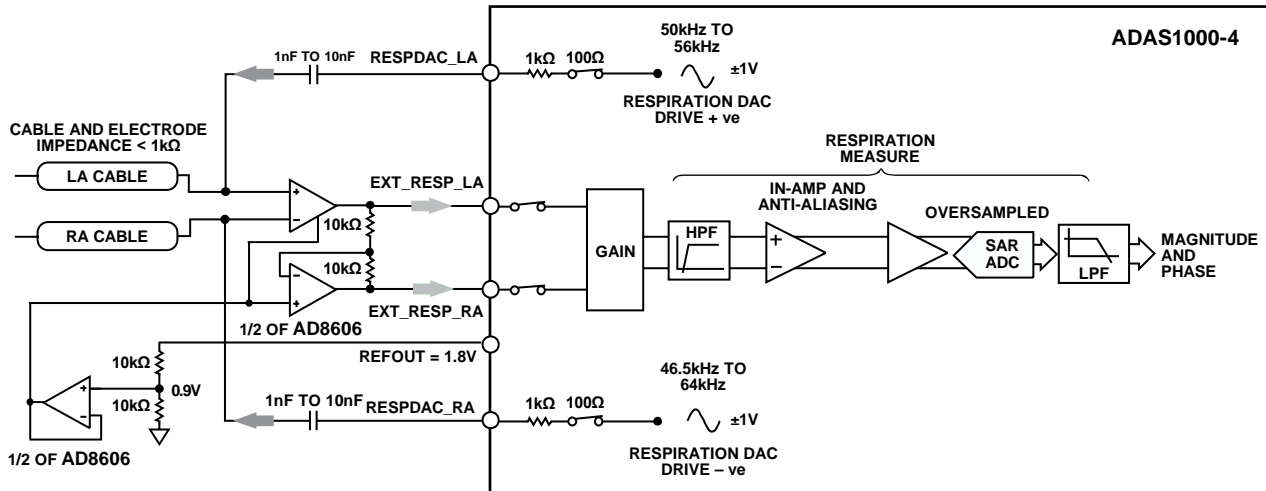 ADAS1000-4
50kHz TO
56kHz
±1V
RESPIRATION DAC
DRIVE + ve
1nF TO 10nF
RESPDAC_LA
1kΩ
100Ω
CABLE AND ELECTRODE
IMPEDANCE < 1kΩ
LA CABLE
RA CABLE
+
–
10kΩ
10kΩ
–
+
1/2 OF AD8606
EXT_RESP_LA
EXT_RESP_RA
REFOUT = 1.8V
GAIN
RESPIRATION
MEASURE
HPF
IN-AMP AND
ANTI-ALIASING
+
–
OVERSAMPLED
SAR
ADC
LPF
MAGNITUDE
AND
PHASE
10kΩ
0.9V
10kΩ
+
–
1/2 OF AD8606
1nF TO 10nF
RESPDAC_RA
1kΩ
100Ω
46.5kHz TO
64kHz
±1V
RESPIRATION DAC
DRIVE – ve